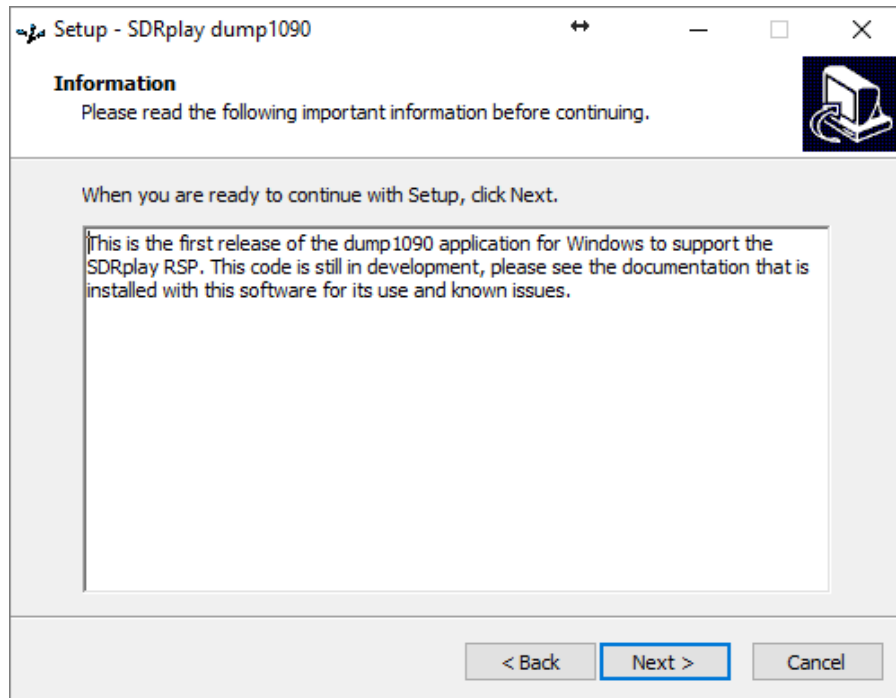 Setup - SDRplay dump1090
Information
Please read the following important information before continuing.
When you are ready to continue with Setup, click Next.
This is the first release of the dump1090 application for Windows to support the
SDRplay RSP. This code is still in development, please see the documentation that is
installed with this software for its use and known issues.
< Back
Next >
Cancel